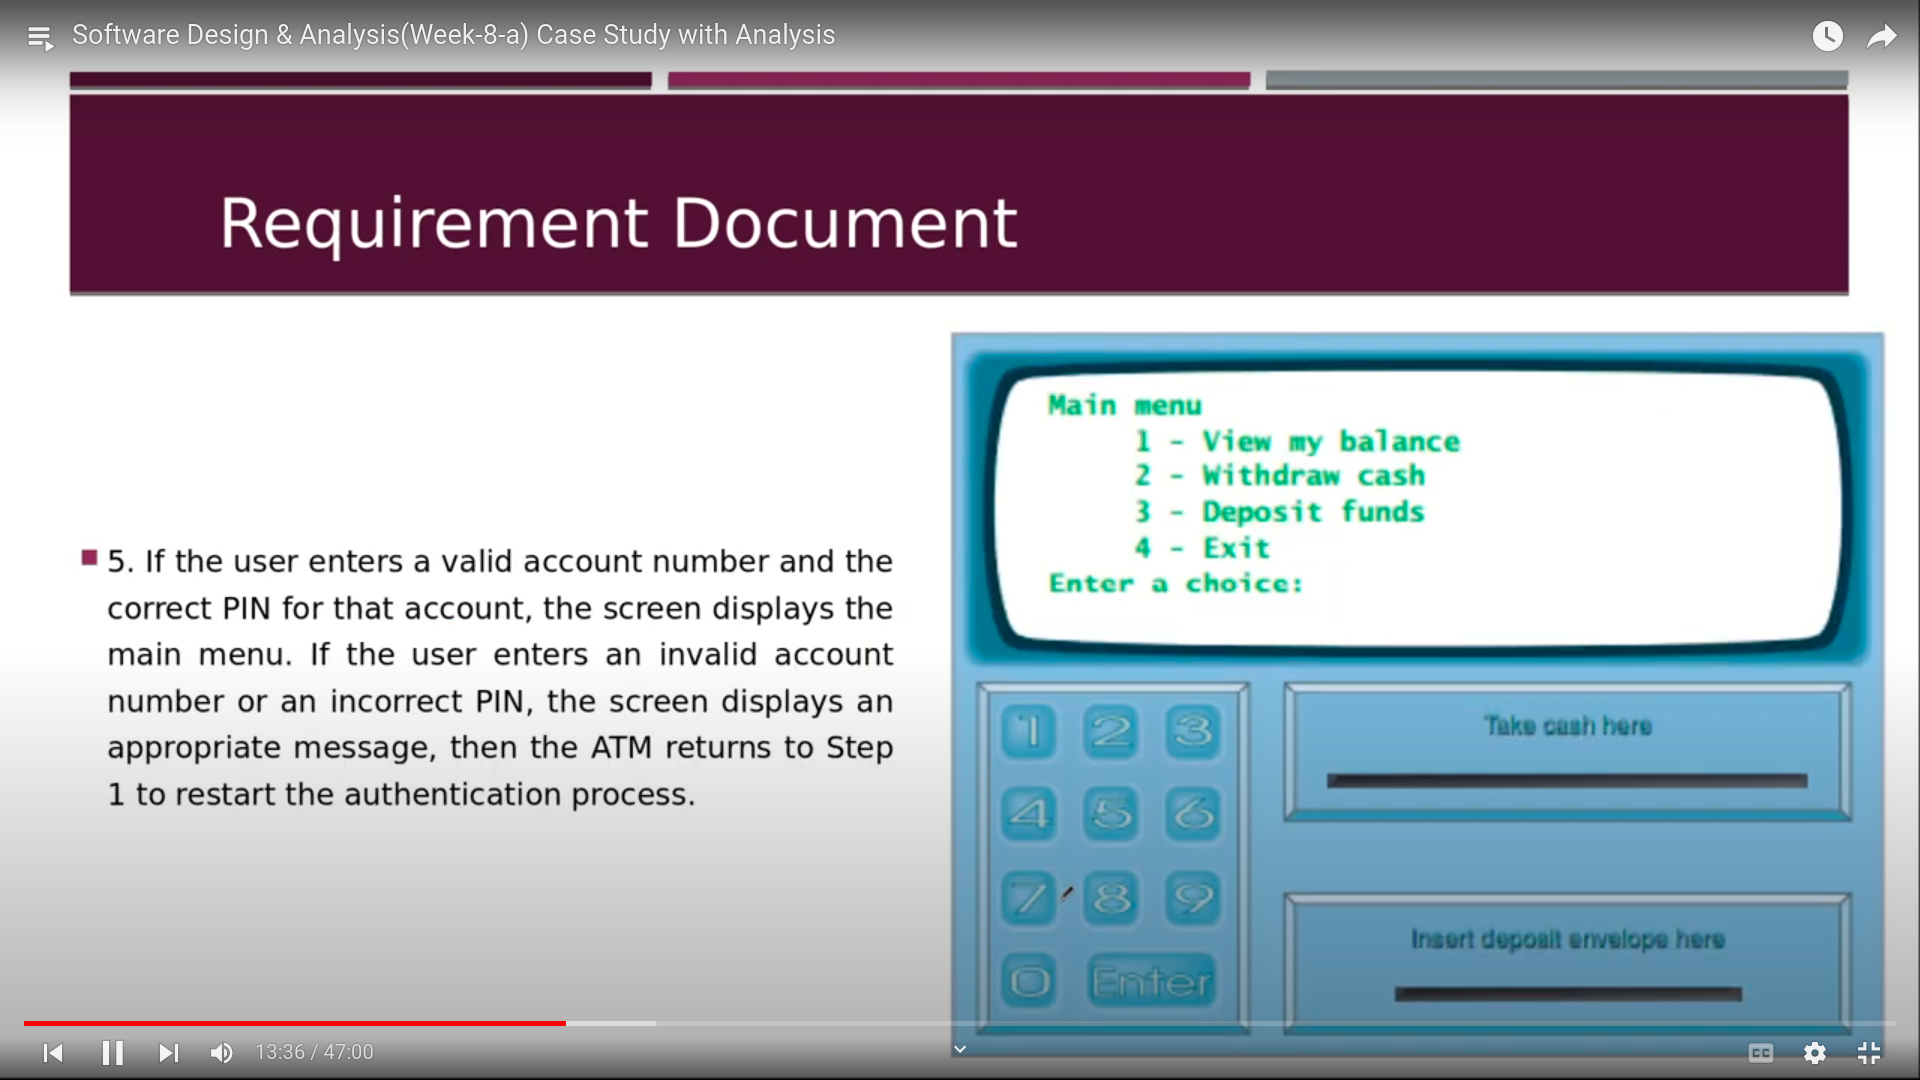 Software Design & Analysis(Week-8-a) Case Study with Analysis
Requirement Document
5. If the user enters a valid account number and the
correct PIN for that account, the screen displays the
main menu. If the user enters an invalid account
number or an incorrect PIN, the screen displays an
appropriate message, then the ATM returns to Step
1 to restart the authentication process.
Main menu
1 - View my balance
2 - Withdraw cash
3 - Deposit funds
4 - Exit
Enter a choice:
1 2 3
4 5 6
7 8 9
0 Enter
Take cash here
Insert deposit envelope here
13:36 / 47:00
CC